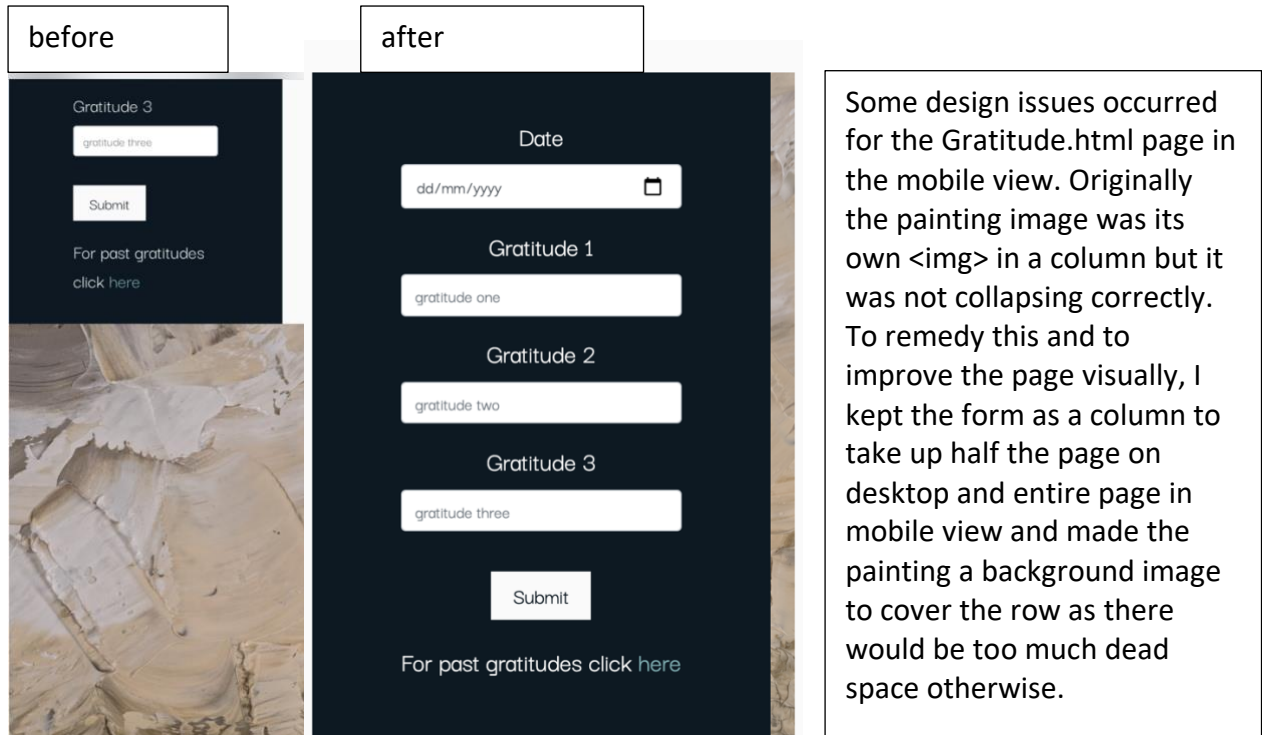 before
Gratitude 3
gratitude three
Submit
For past gratitudes
click here
after
Date
dd/mm/yyyy
Gratitude 1
gratitude one
Gratitude 2
gratitude two
Gratitude 3
gratitude three
Submit
For past gratitudes click here
Some design issues occurred
for the Gratitude.html page in
the mobile view. Originally
the painting image was its
own <img> in a column but it
was not collapsing correctly.
To remedy this and to
improve the page visually, I
kept the form as a column to
take up half the page on
desktop and entire page in
mobile view and made the
painting a background image
to cover the row as there
would be too much dead
space otherwise.